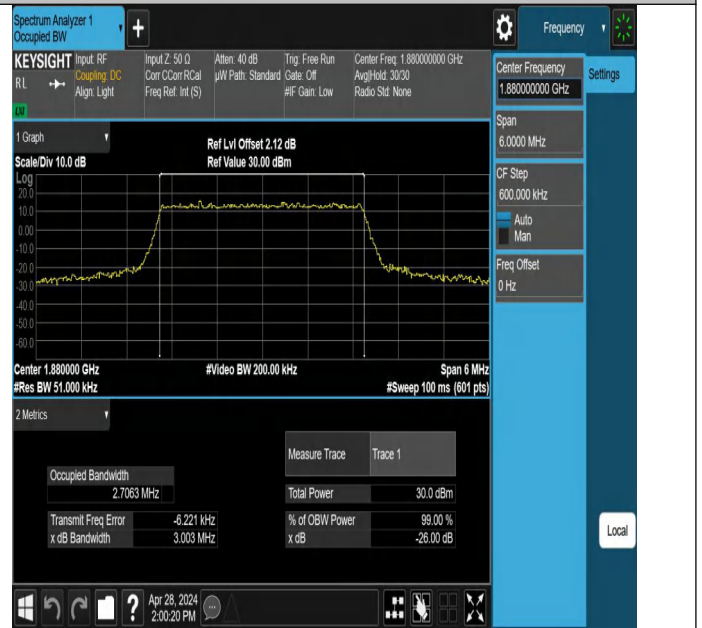 Spectrum Analyzer 1
Occupied BW
+
Frequency
KEYSIGHT
RL
Input: RF
Coupling: DC
Align: Light
Input Z: 50 Ω
Corr CCorr RCal
Freq Ref: Int (S)
Atten: 40 dB
µW Path: Standard
Trig: Free Run
Gate: Off
#IF Gain: Low
Center Freq: 1.880000000 GHz
Avg|Hold: 30/30
Radio Std: None
Center Frequency
1.880000000 GHz
Settings
Span
6.0000 MHz
CF Step
600.000 kHz
Auto
Man
Freq Offset
0 Hz
1 Graph
Scale/Div 10.0 dB
Ref Lvl Offset 2.12 dB
Ref Value 30.00 dBm
Log
20.0
10.0
0.00
-10.0
-20.0
-30.0
-40.0
-50.0
-60.0
Center 1.88000 GHz
#Video BW 200.00 kHz
Span 6 MHz
#Res BW 51.000 kHz
#Sweep 100 ms (601 pts)
2 Metrics
Measure Trace Trace 1
Occupied Bandwidth
2.7063 MHz
Total Power 30.0 dBm
Transmit Freq Error -6.221 kHz
% of OBW Power 99.00 %
x dB Bandwidth 3.003 MHz
x dB -26.00 dB
Local
?
Apr 28, 2024
2:00:20 PM